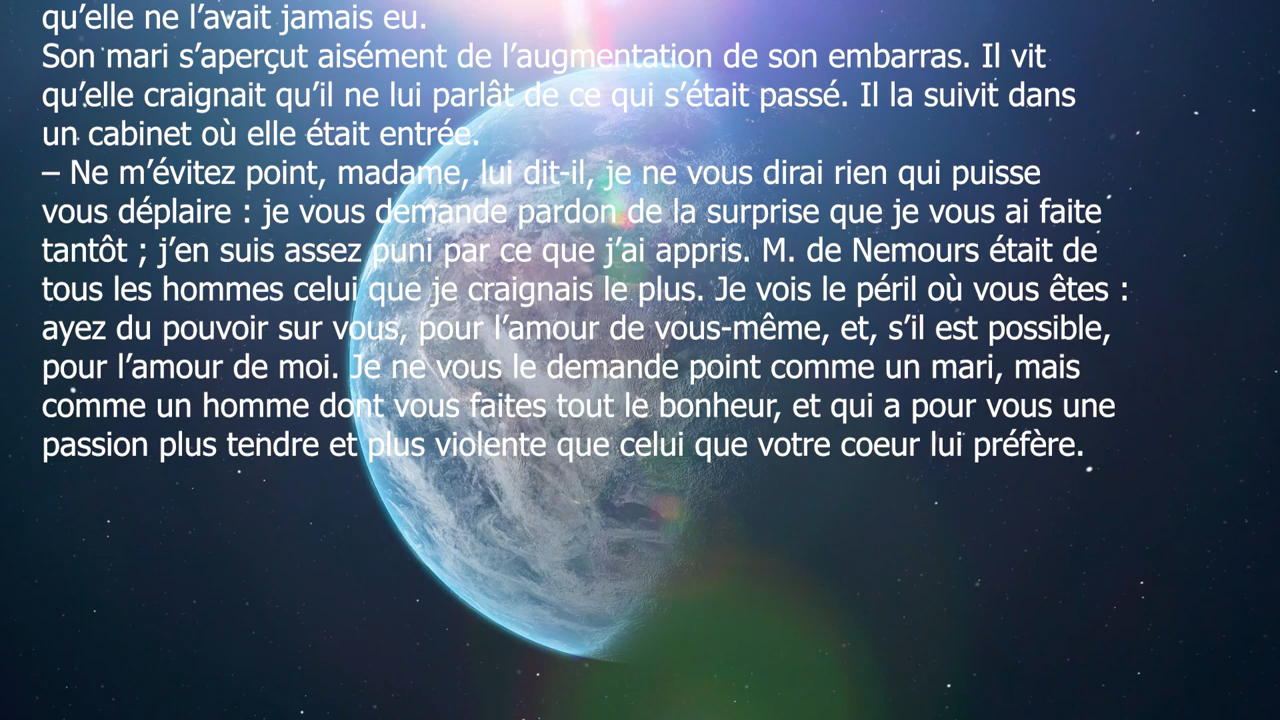 qu’elle ne l’avait jamais eu.
Son mari s’aperçut aisément de l’augmentation de son embarras. Il vit
qu’elle craignait qu’il ne lui parlât de ce qui s’était passé. Il la suivit dans
un cabinet où elle était entrée.
– Ne m’évitez point, madame, lui dit-il, je ne vous dirai rien qui puisse
vous déplaire : je vous demande pardon de la surprise que je vous ai faite
tantôt ; j’en suis assez puni par ce que j’ai appris. M. de Nemours était de
tous les hommes celui que je craignais le plus. Je vois le péril où vous êtes :
ayez du pouvoir sur vous, pour l’amour de vous-même, et, s’il est possible,
pour l’amour de moi. Je ne vous le demande point comme un mari, mais
comme un homme dont vous faites tout le bonheur, et qui a pour vous une
passion plus tendre et plus violente que celui que votre coeur lui préfère.